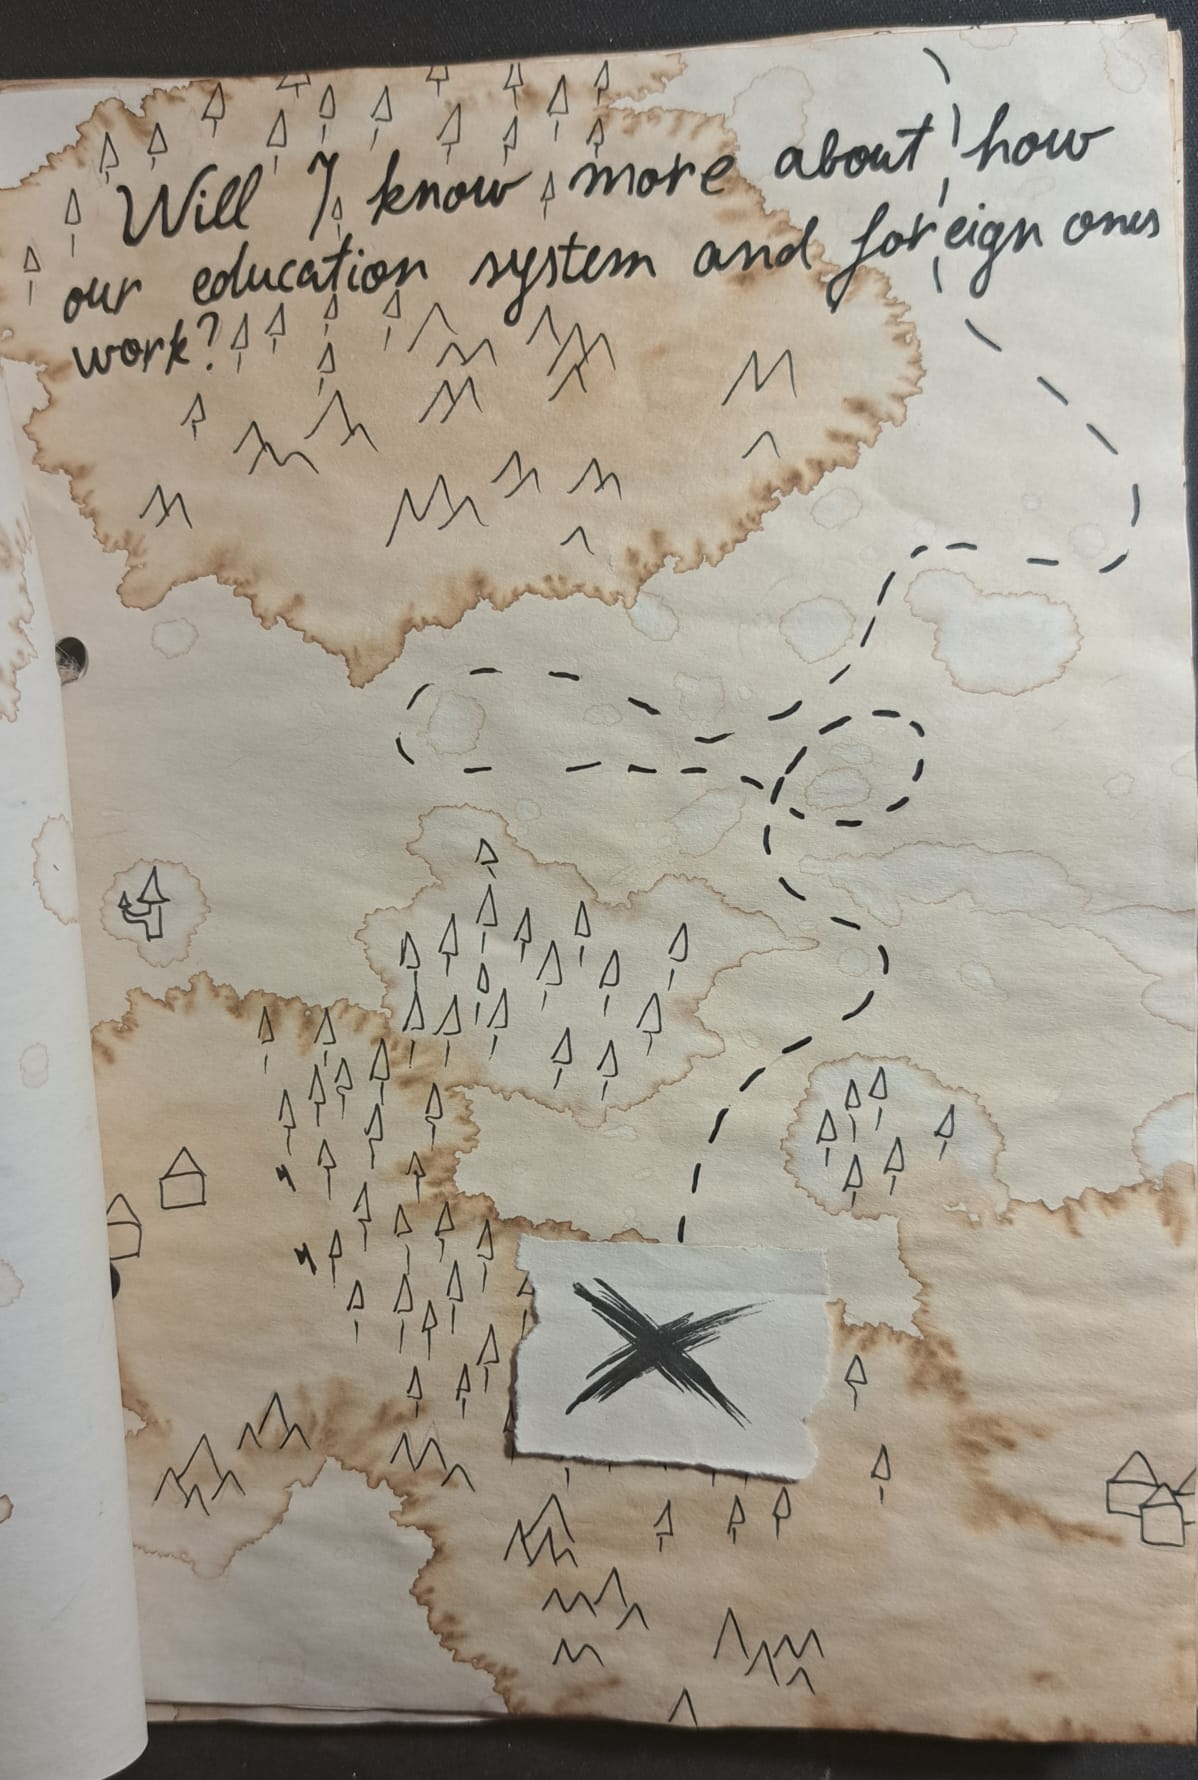 Will I know more about how
our education system and foreign ones
work?